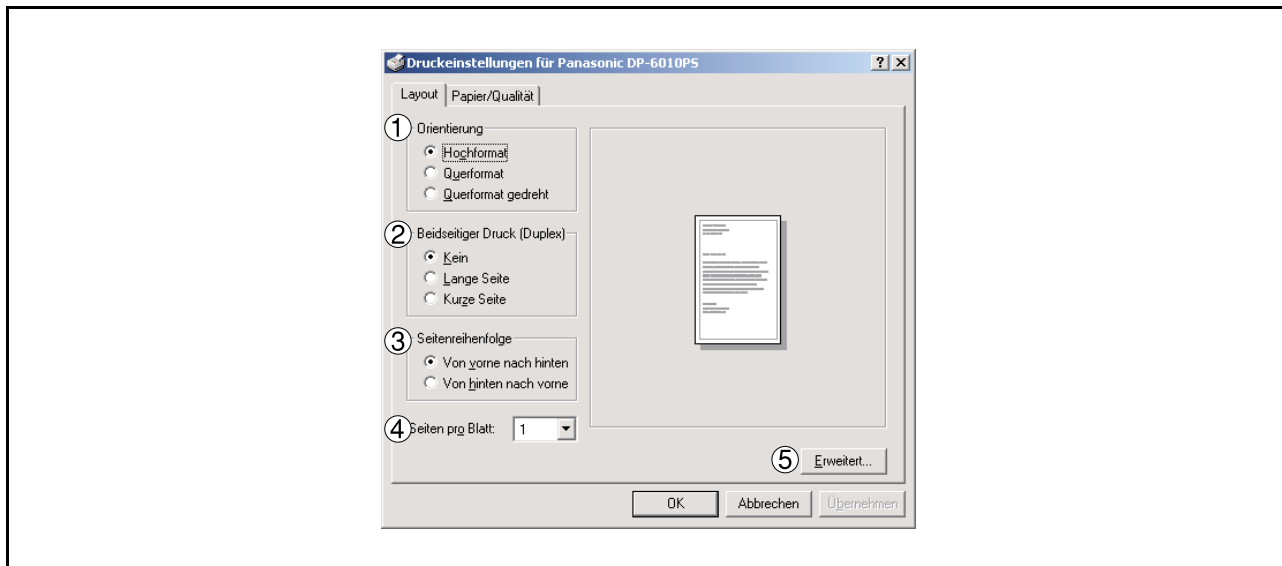 Druckeinstellungen für Panasonic DP-6010PS
Layout
Papier/Qualität
① Orientierung
Hochformat
Querformat
Querformat gedreht
② Beidseitiger Druck (Duplex)
Kein
Lange Seite
Kurze Seite
③ Seitenreihenfolge
Von vorne nach hinten
Von hinten nach vorne
④ Seiten pro Blatt: 1
⑤ Erweitert...
OK
Abbrechen
Übernehmen